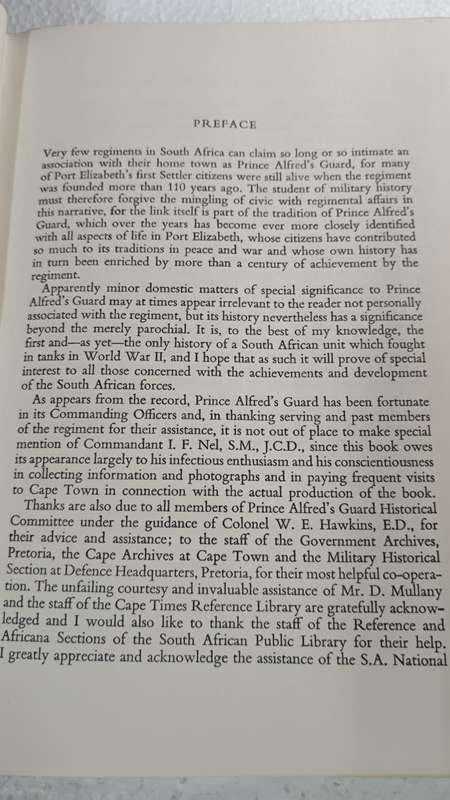 PREFACE
Very few regiments in South Africa can claim so long or so intimate an
association with their home town as Prince Alfred's Guard, for many
of Port Elizabeth's first Settler citizens were still alive when the regiment
was founded more than 110 years ago. The student of military history
must therefore forgive the mingling of civic with regimental affairs in
this narrative, for the link itself is part of the tradition of Prince Alfred's
Guard, which over the years has become ever more closely identified
with all aspects of life in Port Elizabeth, whose citizens have contributed
so much to its traditions in peace and war and whose own history has
in turn been enriched by more than a century of achievement by the
regiment.
Apparently minor domestic matters of special significance to Prince
Alfred's Guard may at times appear irrelevant to the reader not personally
associated with the regiment, but its history nevertheless has a significance
beyond the merely parochial. It is, to the best of my knowledge, the
first and—as yet—the only history of a South African unit which fought
in tanks in World War II, and I hope that as such it will prove of special
interest to all those concerned with the achievements and development
of the South African forces.
As appears from the record, Prince Alfred's Guard has been fortunate
in its Commanding Officers and, in thanking serving and past members
of the regiment for their assistance, it is not out of place to make special
mention of Commandant I. F. Nel, S.M., J.C.D., since this book owes
its appearance largely to his infectious enthusiasm and his conscientiousness
in collecting information and photographs and in paying frequent visits
to Cape Town in connection with the actual production of the book.
Thanks are also due to all members of Prince Alfred's Guard Historical
Committee under the guidance of Colonel W. E. Hawkins, E.D., for
their advice and assistance; to the staff of the Government Archives,
Pretoria, the Cape Archives at Cape Town and the Military Historical
Section at Defence Headquarters, Pretoria, for their most helpful co-opera-
tion. The unfailing courtesy and invaluable assistance of Mr. D. Mullany
and the staff of the Cape Times Reference Library are gratefully acknow-
ledged and I would also like to thank the staff of the Reference and
Africana Sections of the South African Public Library for their help.
I greatly appreciate and acknowledge the assistance of the S.A. National